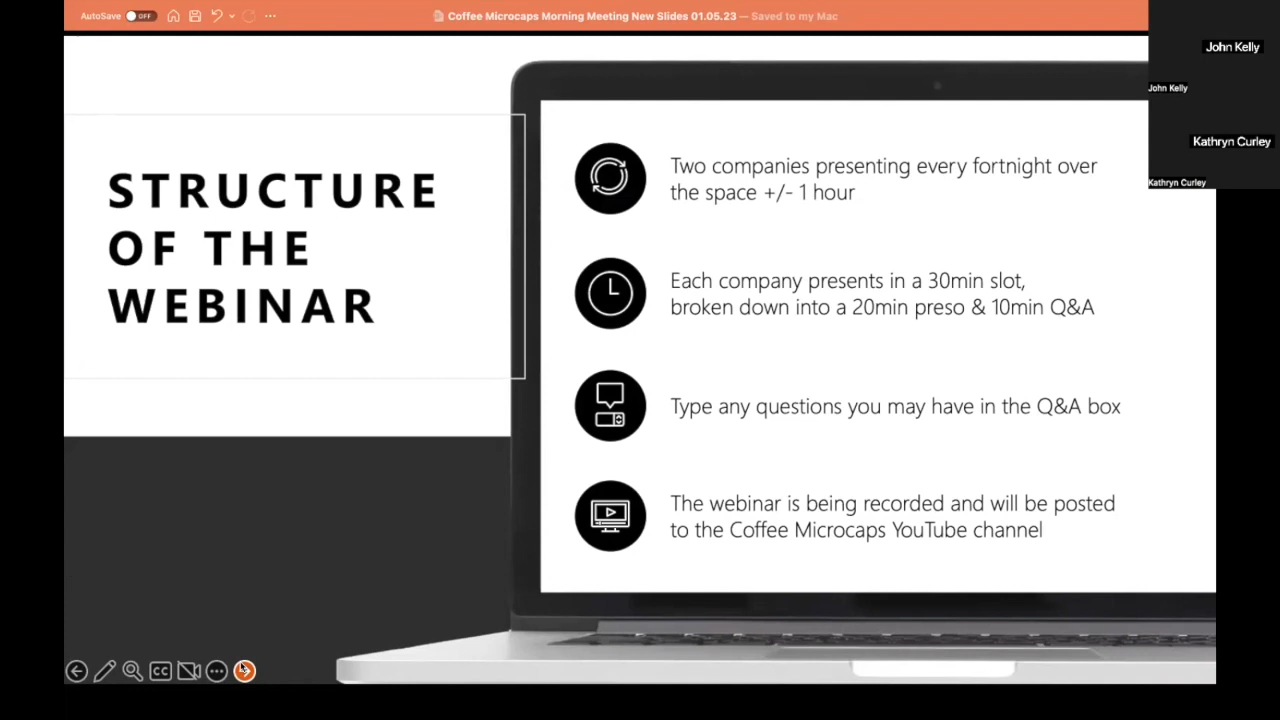 AutoSave OFF
Coffee Microcaps Morning Meeting New Slides 01.05.23 — Saved to my Mac
John Kelly
John Kelly
Kathryn Curley
Kathryn Curley
STRUCTURE
OF THE
WEBINAR
Two companies presenting every fortnight over
the space +/- 1 hour
Each company presents in a 30min slot,
broken down into a 20min preso & 10min Q&A
Type any questions you may have in the Q&A box
The webinar is being recorded and will be posted
to the Coffee Microcaps YouTube channel
CC